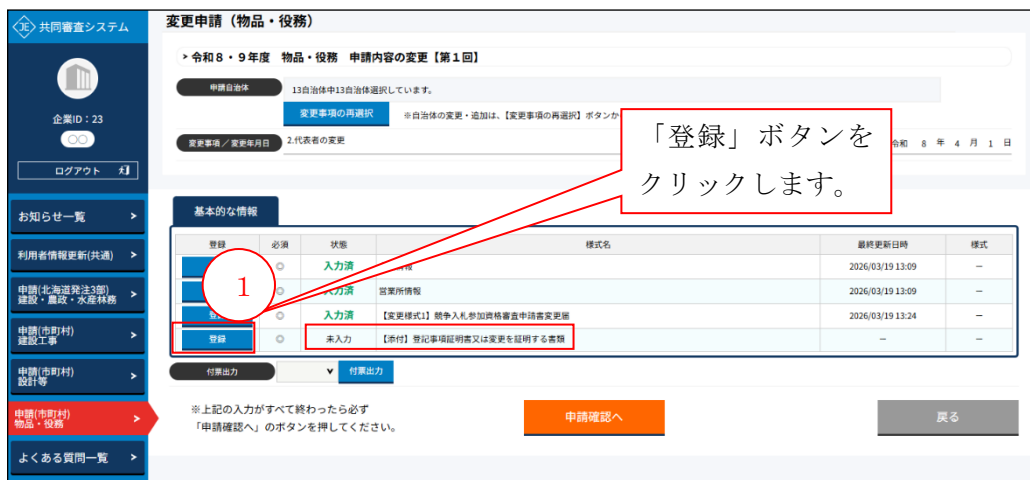 JE 共同審査システム
企業ID：23
○○
ログアウト
お知らせ一覧 >
利用者情報更新(共通) >
申請(北海道発注3部)
建設・農政・水産林務 >
申請(市町村)
建設工事 >
申請(市町村)
設計等 >
申請(市町村)
物品・役務 >
よくある質問一覧 >
変更申請（物品・役務）
> 令和８・９年度 物品・役務 申請内容の変更【第１回】
申請自治体 13自治体中13自治体選択しています。
変更事項の再選択 ※自治体の変更・追加は、【変更事項の再選択】ボタンか
変更事項／変更年月日 2.代表者の変更 令和 8 年 4 月 1 日
「登録」ボタンを
クリックします。
基本的な情報
登録 必須 状態 様式名 最終更新日時 様式
◎ 入力済 2026/03/19 13:09 －
◎ 入力済 営業所情報 2026/03/19 13:09 －
入力済 【変更様式1】競争入札参加資格審査申請書変更届 2026/03/19 13:24 －
登録 ◎ 未入力 【添付】登記事項証明書又は変更を証明する書類 － －
1
付票出力 付票出力
※上記の入力がすべて終わったら必ず
「申請確認へ」のボタンを押してください。
申請確認へ
戻る